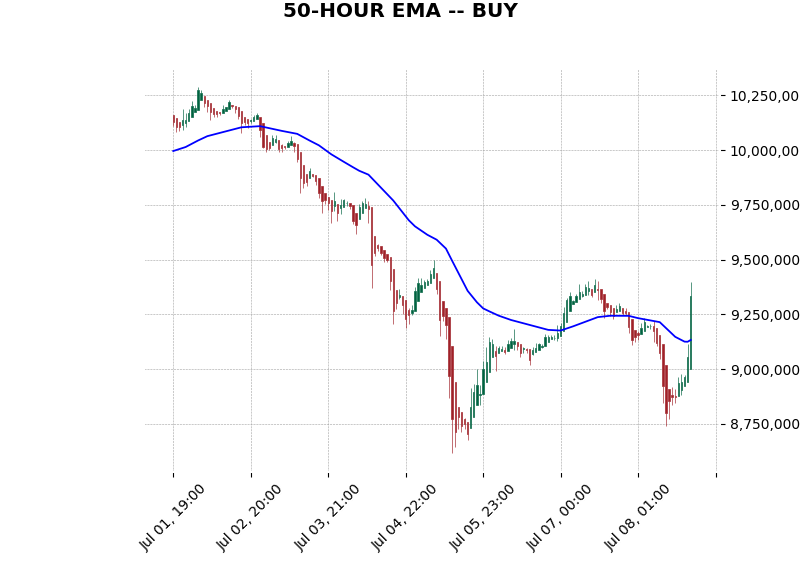 50-HOUR EMA -- BUY
10,250,00
10,000,00
9,750,000
9,500,000
9,250,000
9,000,000
8,750,000
Jul 01, 19:00
Jul 02, 20:00
Jul 03, 21:00
Jul 04, 22:00
Jul 05, 23:00
Jul 07, 00:00
Jul 08, 01:00